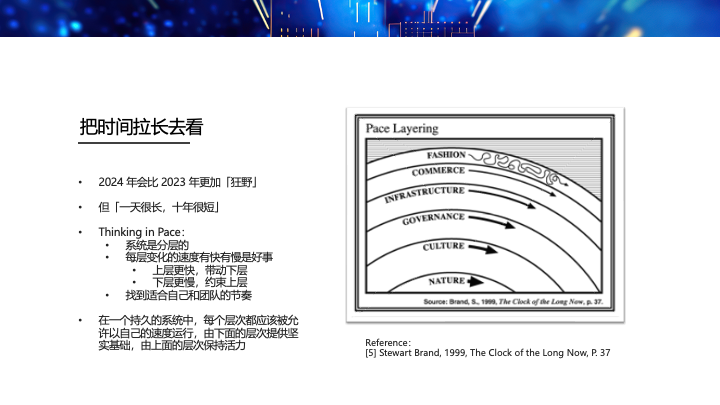 把时间拉长去看
• 2024 年会比 2023 年更加「狂野」
• 但「一天很长，十年很短」
• Thinking in Pace：
• 系统是分层的
• 每层变化的速度有快有慢是好事
• 上层更快，带动下层
• 下层更慢，约束上层
• 找到适合自己和团队的节奏
• 在一个持久的系统中，每个层次都应该被允
许以自己的速度运行，由下面的层次提供坚
实基础，由上面的层次保持活力
Pace Layering
FASHION
COMMERCE
INFRASTRUCTURE
GOVERNANCE
CULTURE
NATURE
Source: Brand, S., 1999, The Clock of the Long Now, p. 37.
Reference：
[5] Stewart Brand, 1999, The Clock of the Long Now, P. 37